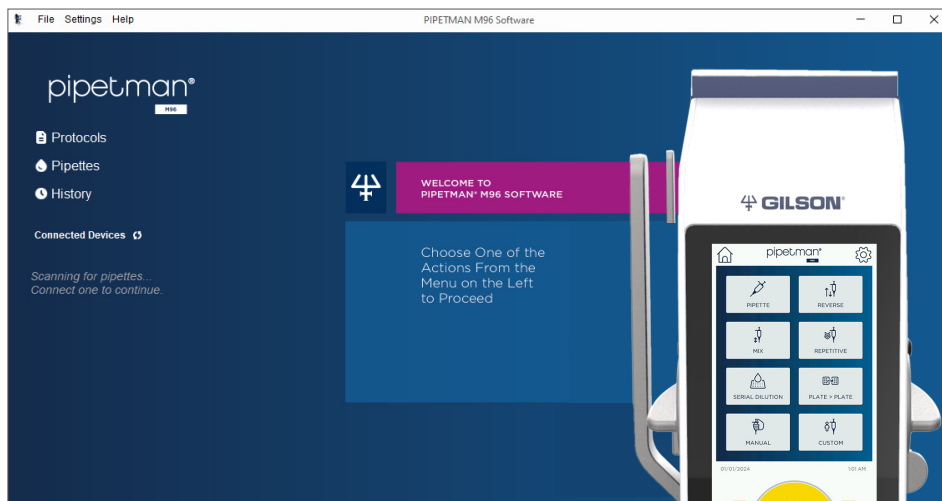 File Settings Help
PIPETMAN M96 Software
pipetman®
M96
Protocols
Pipettes
History
Connected Devices
Scanning for pipettes...
Connect one to continue.
WELCOME TO
PIPETMAN® M96 SOFTWARE
Choose One of the
Actions From the
Menu on the Left
to Proceed
GILSON®
pipetman®
PIPETTE
REVERSE
MIX
REPETITIVE
SERIAL DILUTION
PLATE > PLATE
MANUAL
CUSTOM
01/01/2024
1:01 AM